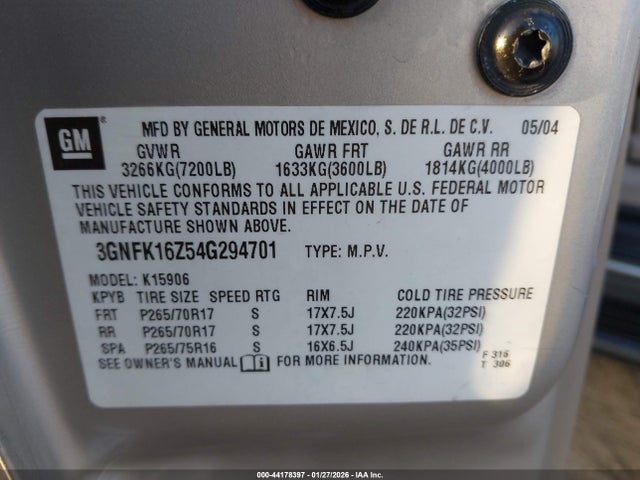 GM ®
MFD BY GENERAL MOTORS DE MEXICO, S. DE R.L. DE C.V. 05/04
GVWR GAWR FRT GAWR RR
3266KG(7200LB) 1633KG(3600LB) 1814KG(4000LB)
THIS VEHICLE CONFORMS TO ALL APPLICABLE U.S. FEDERAL MOTOR
VEHICLE SAFETY STANDARDS IN EFFECT ON THE DATE OF
MANUFACTURE SHOWN ABOVE.
3GNFK16Z54G294701 TYPE: M.P.V.
MODEL: K15906
KPYB TIRE SIZE SPEED RTG RIM COLD TIRE PRESSURE
FRT P265/70R17 S 17X7.5J 220KPA(32PSI)
RR P265/70R17 S 17X7.5J 220KPA(32PSI)
SPA P265/75R16 S 16X6.5J 240KPA(35PSI)
SEE OWNER'S MANUAL FOR MORE INFORMATION. F 316
T 306
000-44178397 - 01/27/2026 - IAA Inc.